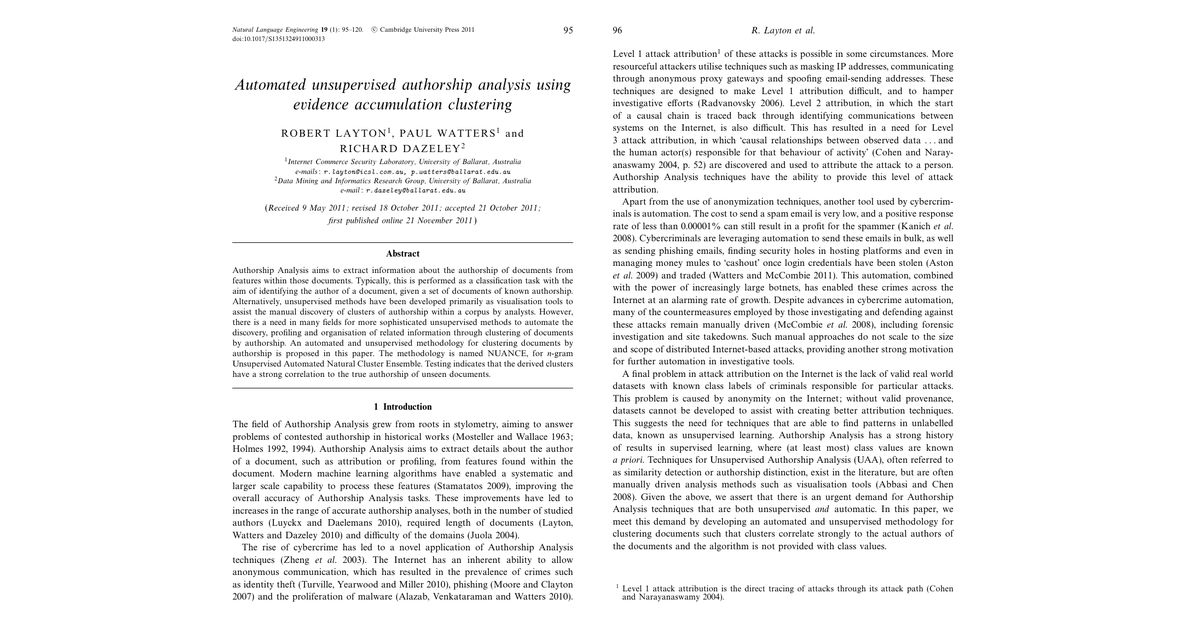 Natural Language Engineering 19 (1): 95–120. © Cambridge University Press 2011
95
doi:10.1017/S1351324911000313
Automated unsupervised authorship analysis using
evidence accumulation clustering
ROBERT LAYTON1, PAUL WATTERS1 and
RICHARD DAZELEY2
1Internet Commerce Security Laboratory, University of Ballarat, Australia
e-mails: r.layton@icsl.com.au, p.watters@ballarat.edu.au
2Data Mining and Informatics Research Group, University of Ballarat, Australia
e-mail: r.dazeley@ballarat.edu.au
(Received 9 May 2011; revised 18 October 2011; accepted 21 October 2011;
first published online 21 November 2011)
Abstract
Authorship Analysis aims to extract information about the authorship of documents from
features within those documents. Typically, this is performed as a classification task with the
aim of identifying the author of a document, given a set of documents of known authorship.
Alternatively, unsupervised methods have been developed primarily as visualisation tools to
assist the manual discovery of clusters of authorship within a corpus by analysts. However,
there is a need in many fields for more sophisticated unsupervised methods to automate the
discovery, profiling and organisation of related information through clustering of documents
by authorship. An automated and unsupervised methodology for clustering documents by
authorship is proposed in this paper. The methodology is named NUANCE, for n-gram
Unsupervised Automated Natural Cluster Ensemble. Testing indicates that the derived clusters
have a strong correlation to the true authorship of unseen documents.
1 Introduction
The field of Authorship Analysis grew from roots in stylometry, aiming to answer
problems of contested authorship in historical works (Mosteller and Wallace 1963;
Holmes 1992, 1994). Authorship Analysis aims to extract details about the author
of a document, such as attribution or profiling, from features found within the
document. Modern machine learning algorithms have enabled a systematic and
larger scale capability to process these features (Stamatatos 2009), improving the
overall accuracy of Authorship Analysis tasks. These improvements have led to
increases in the range of accurate authorship analyses, both in the number of studied
authors (Luyckx and Daelemans 2010), required length of documents (Layton,
Watters and Dazeley 2010) and difficulty of the domains (Juola 2004).
The rise of cybercrime has led to a novel application of Authorship Analysis
techniques (Zheng et al. 2003). The Internet has an inherent ability to allow
anonymous communication, which has resulted in the prevalence of crimes such
as identity theft (Turville, Yearwood and Miller 2010), phishing (Moore and Clayton
2007) and the proliferation of malware (Alazab, Venkataraman and Watters 2010).
96
R. Layton et al.
Level 1 attack attribution1 of these attacks is possible in some circumstances. More
resourceful attackers utilise techniques such as masking IP addresses, communicating
through anonymous proxy gateways and spoofing email-sending addresses. These
techniques are designed to make Level 1 attribution difficult, and to hamper
investigative efforts (Radvanovsky 2006). Level 2 attribution, in which the start
of a causal chain is traced back through identifying communications between
systems on the Internet, is also difficult. This has resulted in a need for Level
3 attack attribution, in which ‘causal relationships between observed data ... and
the human actor(s) responsible for that behaviour of activity’ (Cohen and Naray-
anaswamy 2004, p. 52) are discovered and used to attribute the attack to a person.
Authorship Analysis techniques have the ability to provide this level of attack
attribution.
Apart from the use of anonymization techniques, another tool used by cybercrim-
inals is automation. The cost to send a spam email is very low, and a positive response
rate of less than 0.00001% can still result in a profit for the spammer (Kanich et al.
2008). Cybercriminals are leveraging automation to send these emails in bulk, as well
as sending phishing emails, finding security holes in hosting platforms and even in
managing money mules to ‘cashout’ once login credentials have been stolen (Aston
et al. 2009) and traded (Watters and McCombie 2011). This automation, combined
with the power of increasingly large botnets, has enabled these crimes across the
Internet at an alarming rate of growth. Despite advances in cybercrime automation,
many of the countermeasures employed by those investigating and defending against
these attacks remain manually driven (McCombie et al. 2008), including forensic
investigation and site takedowns. Such manual approaches do not scale to the size
and scope of distributed Internet-based attacks, providing another strong motivation
for further automation in investigative tools.
A final problem in attack attribution on the Internet is the lack of valid real world
datasets with known class labels of criminals responsible for particular attacks.
This problem is caused by anonymity on the Internet; without valid provenance,
datasets cannot be developed to assist with creating better attribution techniques.
This suggests the need for techniques that are able to find patterns in unlabelled
data, known as unsupervised learning. Authorship Analysis has a strong history
of results in supervised learning, where (at least most) class values are known
a priori. Techniques for Unsupervised Authorship Analysis (UAA), often referred to
as similarity detection or authorship distinction, exist in the literature, but are often
manually driven analysis methods such as visualisation tools (Abbasi and Chen
2008). Given the above, we assert that there is an urgent demand for Authorship
Analysis techniques that are both unsupervised and automatic. In this paper, we
meet this demand by developing an automated and unsupervised methodology for
clustering documents such that clusters correlate strongly to the actual authors of
the documents and the algorithm is not provided with class values.
1 Level 1 attack attribution is the direct tracing of attacks through its attack path (Cohen
and Narayanaswamy 2004).